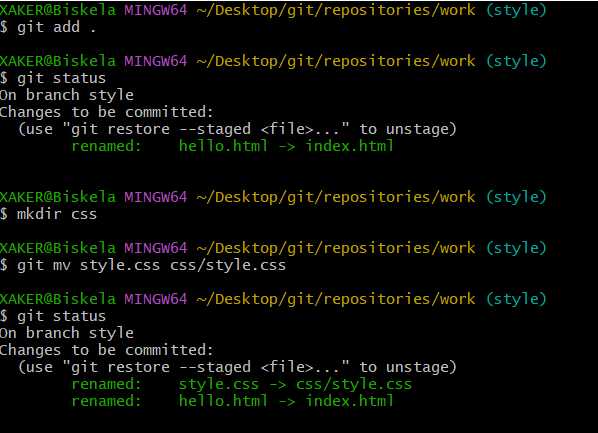 XAKER@Biskela MINGW64 ~/Desktop/git/repositories/work (style)
$ git add .
XAKER@Biskela MINGW64 ~/Desktop/git/repositories/work (style)
$ git status
On branch style
Changes to be committed:
  (use "git restore --staged <file>..." to unstage)
        renamed:    hello.html -> index.html
XAKER@Biskela MINGW64 ~/Desktop/git/repositories/work (style)
$ mkdir css
XAKER@Biskela MINGW64 ~/Desktop/git/repositories/work (style)
$ git mv style.css css/style.css
XAKER@Biskela MINGW64 ~/Desktop/git/repositories/work (style)
$ git status
On branch style
Changes to be committed:
  (use "git restore --staged <file>..." to unstage)
        renamed:    style.css -> css/style.css
        renamed:    hello.html -> index.html